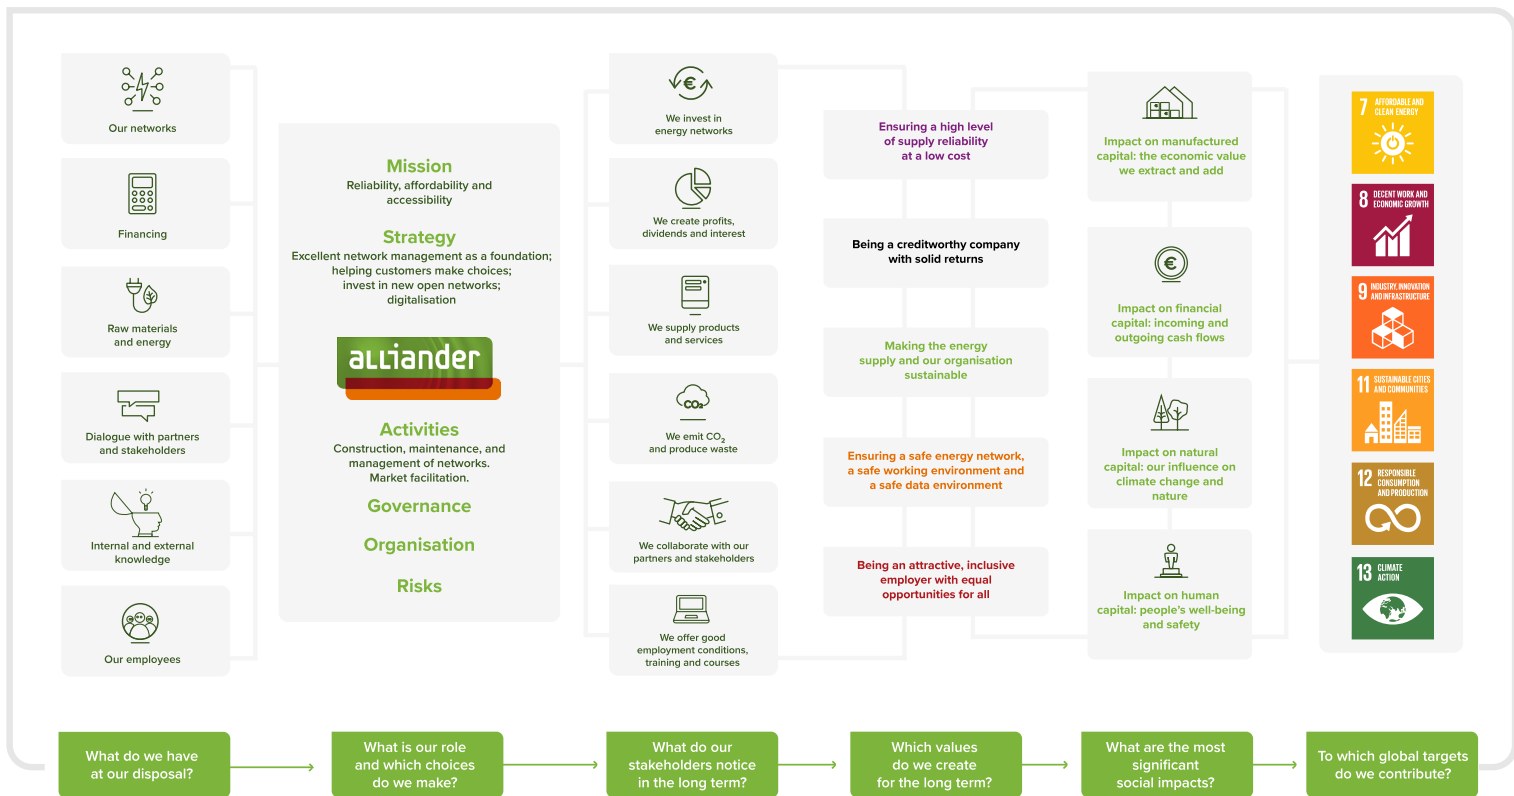 Our networks
Financing
Raw materials
and energy
Dialogue with partners
and stakeholders
Internal and external
knowledge
Our employees
Mission
Reliability, affordability and
accessibility
Strategy
Excellent network management as a foundation;
helping customers make choices;
invest in new open networks;
digitalisation
alliander
Activities
Construction, maintenance, and
management of networks.
Market facilitation.
Governance
Organisation
Risks
€
We invest in
energy networks
We create profits,
dividends and interest
We supply products
and services
CO₂
We emit CO₂
and produce waste
We collaborate with our
partners and stakeholders
We offer good
employment conditions,
training and courses
Ensuring a high level
of supply reliability
at a low cost
Being a creditworthy company
with solid returns
Making the energy
supply and our organisation
sustainable
Ensuring a safe energy network,
a safe working environment and
a safe data environment
Being an attractive, inclusive
employer with equal
opportunities for all
Impact on manufactured
capital: the economic value
we extract and add
€
Impact on financial
capital: incoming and
outgoing cash flows
Impact on natural
capital: our influence on
climate change and
nature
Impact on human
capital: people's well-being
and safety
7 AFFORDABLE AND
CLEAN ENERGY
8 DECENT WORK AND
ECONOMIC GROWTH
9 INDUSTRY, INNOVATION
AND INFRASTRUCTURE
11 SUSTAINABLE CITIES
AND COMMUNITIES
12 RESPONSIBLE
CONSUMPTION
AND PRODUCTION
13 CLIMATE
ACTION
What do we have
at our disposal?
What is our role
and which choices
do we make?
What do our
stakeholders notice
in the long term?
Which values
do we create
for the long term?
What are the most
significant
social impacts?
To which global targets
do we contribute?